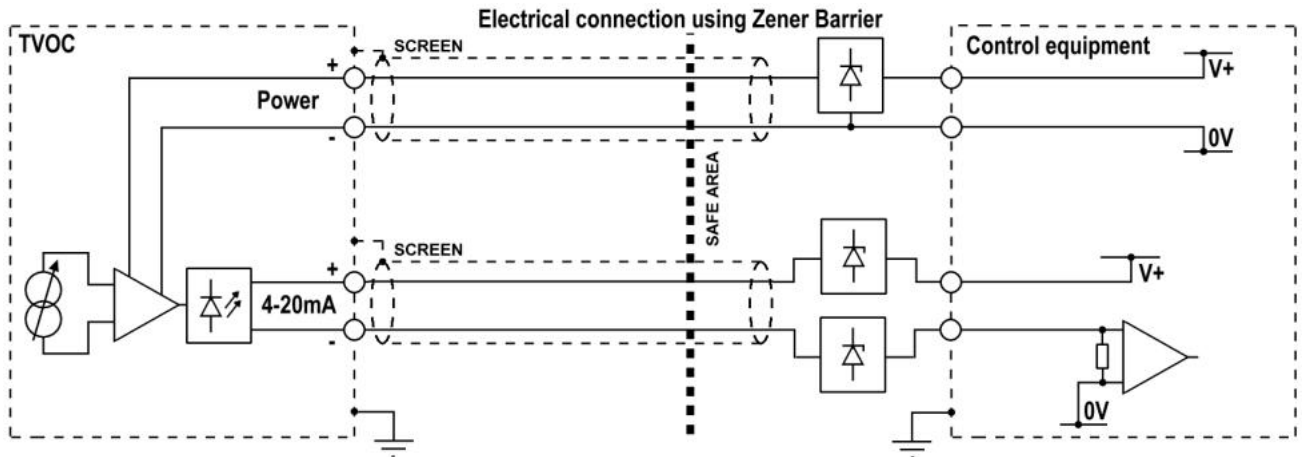 Electrical connection using Zener Barrier
TVOC
SCREEN
Control equipment
+
V+
Power
-
0V
SAFE AREA
SCREEN
+
V+
4-20mA
-
0V